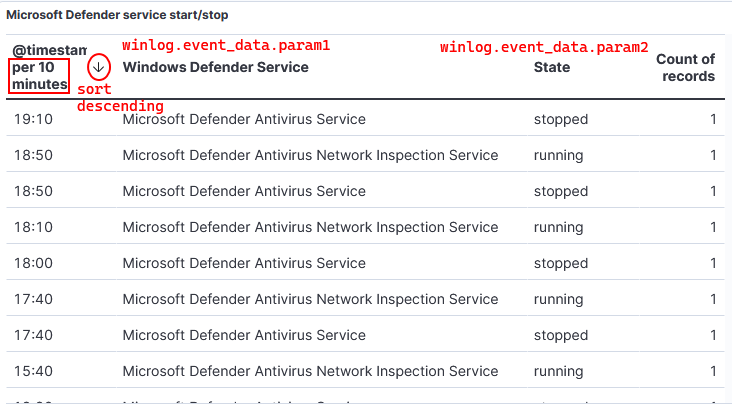 Microsoft Defender service start/stop
winlog.event_data.param1 winlog.event_data.param2
@timestam
per 10
minutes
Windows Defender Service State Count of
records
sort
descending
19:10 Microsoft Defender Antivirus Service stopped 1
18:50 Microsoft Defender Antivirus Network Inspection Service running 1
18:50 Microsoft Defender Antivirus Service stopped 1
18:10 Microsoft Defender Antivirus Network Inspection Service running 1
18:00 Microsoft Defender Antivirus Service stopped 1
17:40 Microsoft Defender Antivirus Network Inspection Service running 1
17:40 Microsoft Defender Antivirus Service stopped 1
15:40 Microsoft Defender Antivirus Network Inspection Service running 1